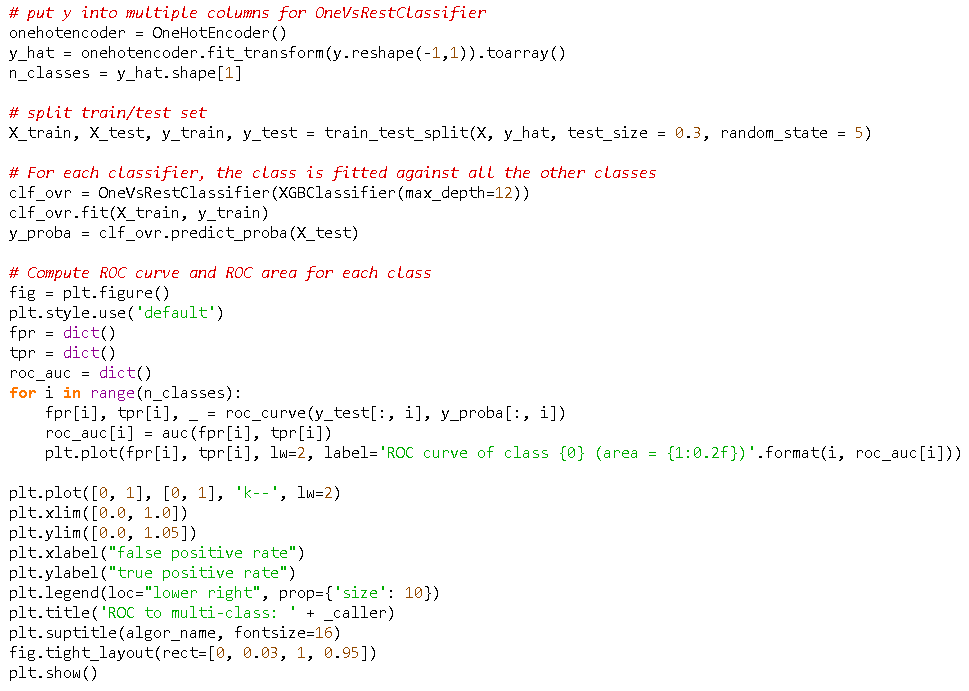 # put y into multiple columns for OneVsRestClassifier
onehotencoder = OneHotEncoder()
y_hat = onehotencoder.fit_transform(y.reshape(-1,1)).toarray()
n_classes = y_hat.shape[1]

# split train/test set
X_train, X_test, y_train, y_test = train_test_split(X, y_hat, test_size = 0.3, random_state = 5)

# For each classifier, the class is fitted against all the other classes
clf_ovr = OneVsRestClassifier(XGBClassifier(max_depth=12))
clf_ovr.fit(X_train, y_train)
y_proba = clf_ovr.predict_proba(X_test)

# Compute ROC curve and ROC area for each class
fig = plt.figure()
plt.style.use('default')
fpr = dict()
tpr = dict()
roc_auc = dict()
for i in range(n_classes):
    fpr[i], tpr[i], _ = roc_curve(y_test[:, i], y_proba[:, i])
    roc_auc[i] = auc(fpr[i], tpr[i])
    plt.plot(fpr[i], tpr[i], lw=2, label='ROC curve of class {0} (area = {1:0.2f})'.format(i, roc_auc[i]))

plt.plot([0, 1], [0, 1], 'k--', lw=2)
plt.xlim([0.0, 1.0])
plt.ylim([0.0, 1.05])
plt.xlabel("false positive rate")
plt.ylabel("true positive rate")
plt.legend(loc="lower right", prop={'size': 10})
plt.title('ROC to multi-class: ' + _caller)
plt.suptitle(algor_name, fontsize=16)
fig.tight_layout(rect=[0, 0.03, 1, 0.95])
plt.show()